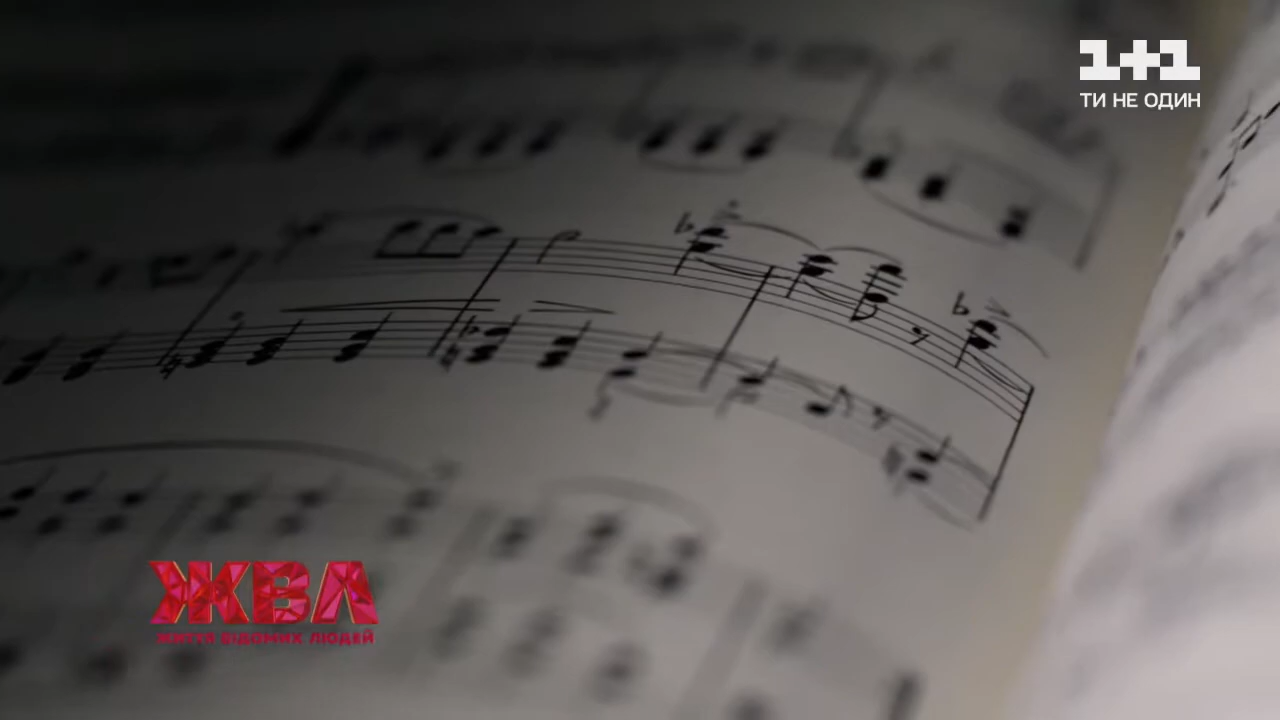 1+1
ТИ НЕ ОДИН
ЖВЛ
ЖИТТЯ ВІДОМИХ ЛЮДЕЙ